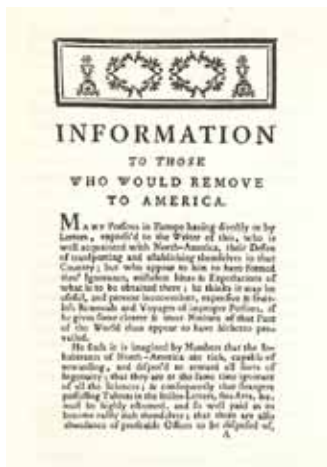 INFORMATION
TO THOSE
WHO WOULD REMOVE
TO AMERICA.
MANY Persons in Europe having directly or by
Letters, express'd to the Writer of this, who is
well acquainted with North-America, their Desire
of transporting and establishing themselves in that
Country; but who appear to him to have formed
thro' Ignorance, mistaken Ideas & Expectations of
what is to be obtained there; he thinks it may be
useful, and prevent inconvenient, expensive & fruit-
less Removals and Voyages of improper Persons, if
he gives some clearer & truer Notions of that Part
of the World than appear to have hitherto pre-
vailed.
He finds it is imagined by Numbers that the In-
habitants of North-America are rich, capable of
rewarding, and dispos'd to reward all sorts of
Ingenuity; that they are at the same time ignorant
of all the Sciences; & consequently that strangers
possessing Talents in the Belles-Letters, fine Arts, &c.
must be highly esteemed, and so well paid as to
become easily rich themselves; that there are also
abundance of profitable Offices to be disposed of,
A